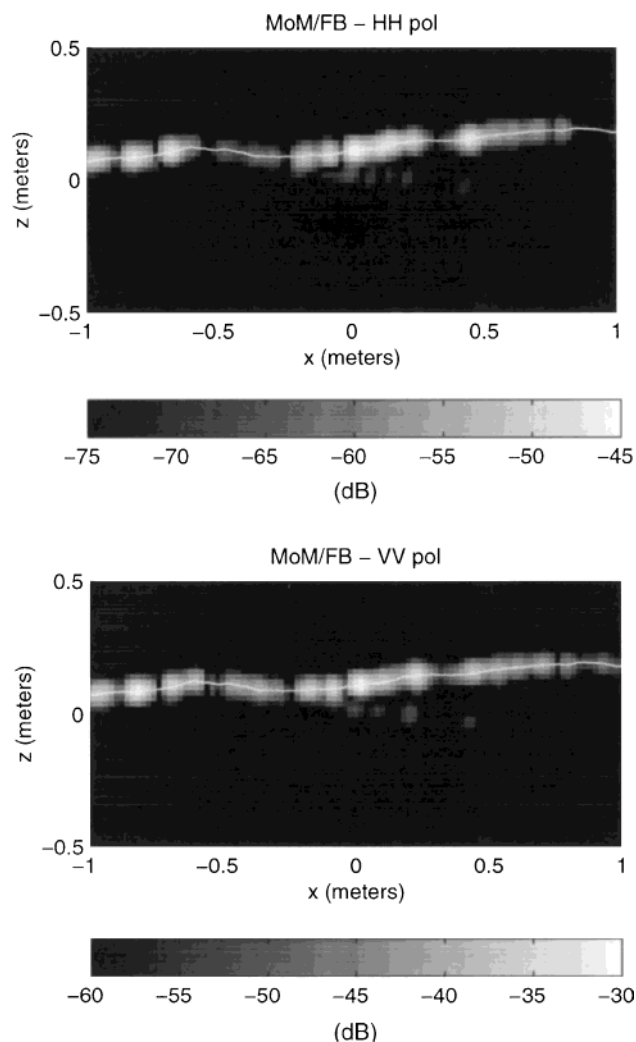 MoM/FB – HH pol
0.5
0
−0.5
z (meters)
−1 −0.5 0 0.5 1
x (meters)
−75 −70 −65 −60 −55 −50 −45
(dB)
MoM/FB – VV pol
0.5
0
−0.5
z (meters)
−1 −0.5 0 0.5 1
x (meters)
−60 −55 −50 −45 −40 −35 −30
(dB)